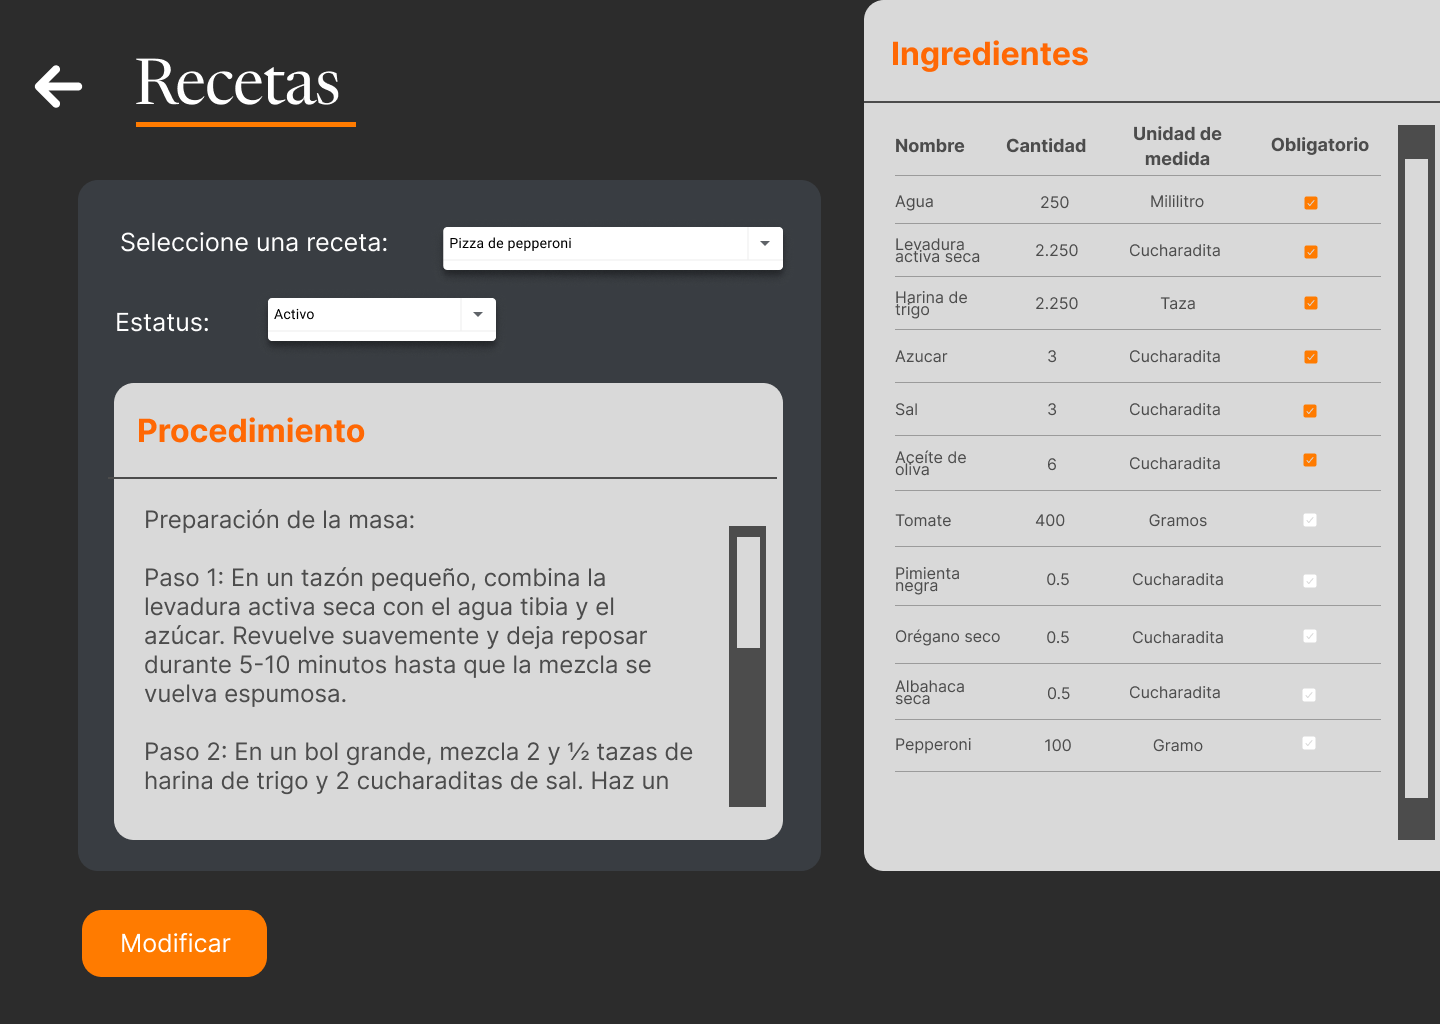 Recetas
Seleccione una receta:
Pizza de pepperoni
Estatus:
Activo
Procedimiento
Preparación de la masa:
Paso 1: En un tazón pequeño, combina la
levadura activa seca con el agua tibia y el
azúcar. Revuelve suavemente y deja reposar
durante 5-10 minutos hasta que la mezcla se
vuelva espumosa.
Paso 2: En un bol grande, mezcla 2 y ½ tazas de
harina de trigo y 2 cucharaditas de sal. Haz un
Modificar
Ingredientes
Nombre Cantidad Unidad de medida Obligatorio
Agua 250 Mililitro
Levadura activa seca 2.250 Cucharadita
Harina de trigo 2.250 Taza
Azucar 3 Cucharadita
Sal 3 Cucharadita
Aceíte de oliva 6 Cucharadita
Tomate 400 Gramos
Pimienta negra 0.5 Cucharadita
Orégano seco 0.5 Cucharadita
Albahaca seca 0.5 Cucharadita
Pepperoni 100 Gramo